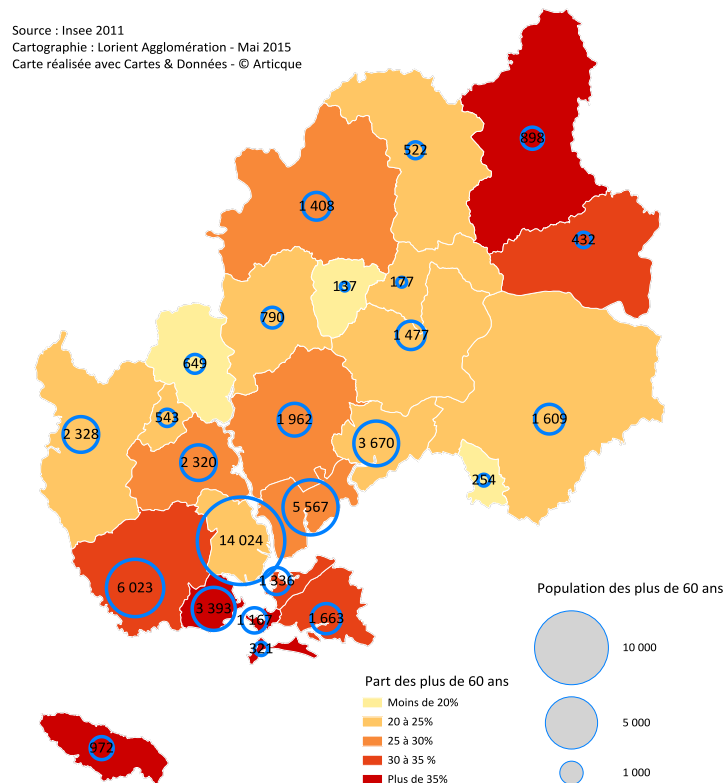 Source : Insee 2011
Cartographie : Lorient Agglomération - Mai 2015
Carte réalisée avec Cartes & Données - © Articque
898
522
1 408
432
177
137
790
1 477
649
543
1 962
1 609
2 328
3 670
2 320
254
5 567
14 024
1 336
6 023
3 393
1 167
1 663
321
972
Part des plus de 60 ans
Moins de 20%
20 à 25%
25 à 30%
30 à 35 %
Plus de 35%
Population des plus de 60 ans
10 000
5 000
1 000